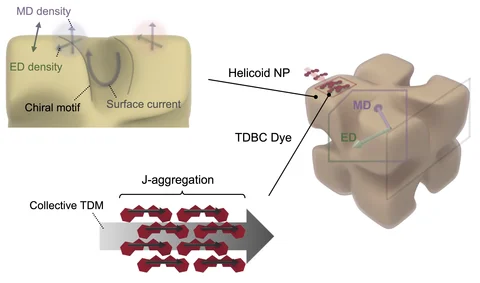 MD density
ED density
Chiral motif
Surface current
Helicoid NP
TDBC Dye
MD
ED
J-aggregation
Collective TDM